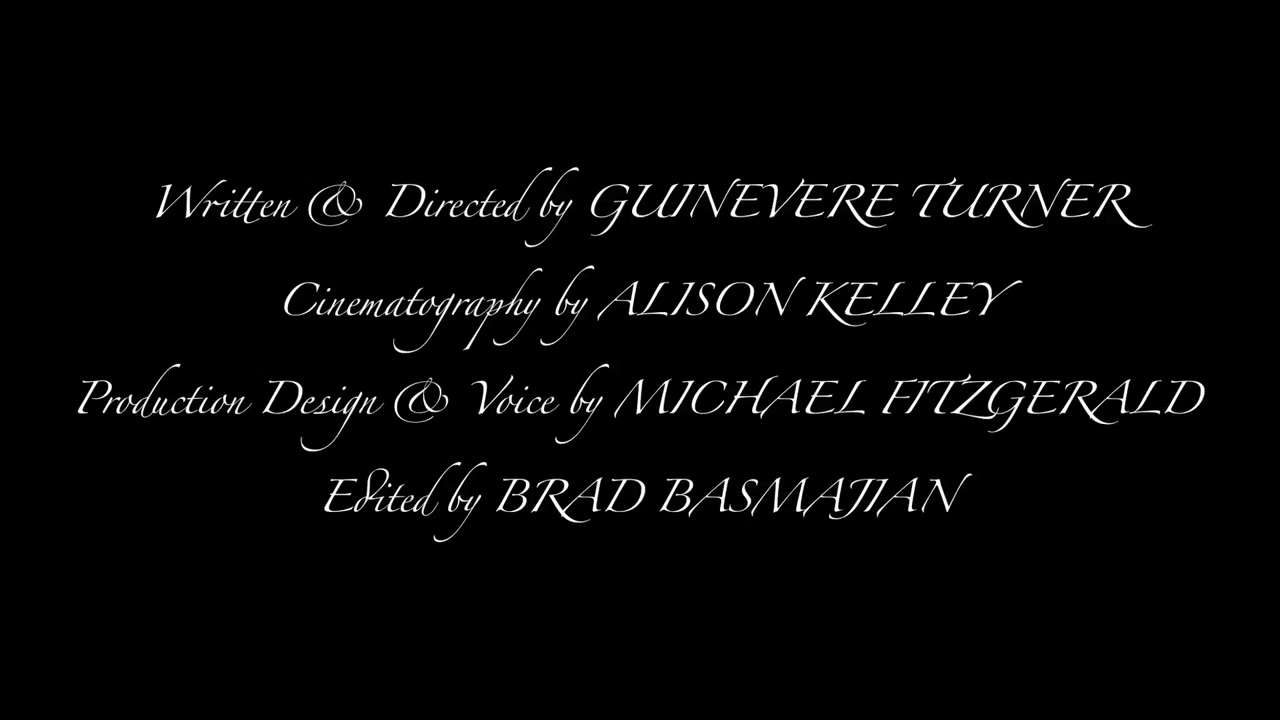 Written & Directed by GUINEVERE TURNER
Cinematography by ALISON KELLEY
Production Design & Voice by MICHAEL FITZGERALD
Edited by BRAD BASMAJIAN